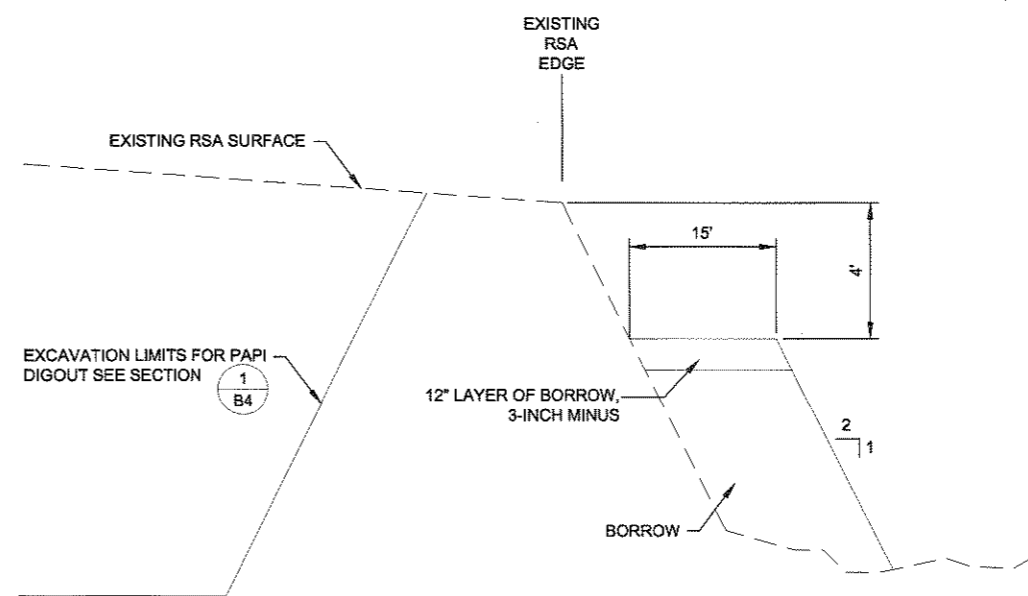 EXISTING
RSA
EDGE
EXISTING RSA SURFACE
15'
4'
EXCAVATION LIMITS FOR PAPI
DIGOUT SEE SECTION
1
B4
12" LAYER OF BORROW,
3-INCH MINUS
2
1
BORROW